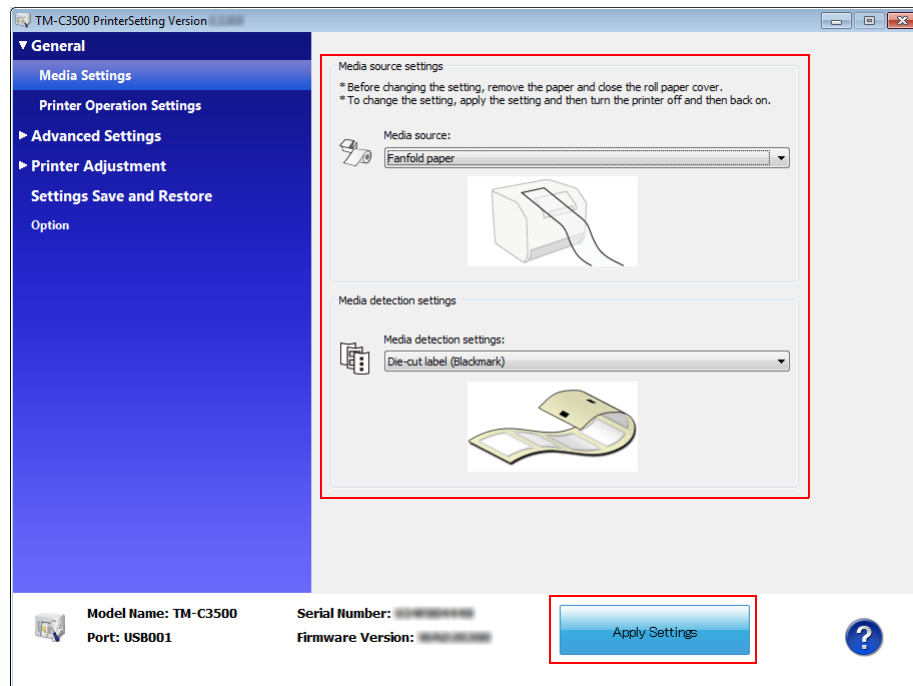 TM-C3500 PrinterSetting Version
General
Media Settings
Printer Operation Settings
Advanced Settings
Printer Adjustment
Settings Save and Restore
Option
Media source settings
* Before changing the setting, remove the paper and close the roll paper cover.
* To change the setting, apply the setting and then turn the printer off and then back on.
Media source:
Fanfold paper
Media detection settings
Media detection settings:
Die-cut label (Blackmark)
Model Name: TM-C3500
Port: USB001
Serial Number:
Firmware Version:
Apply Settings
?